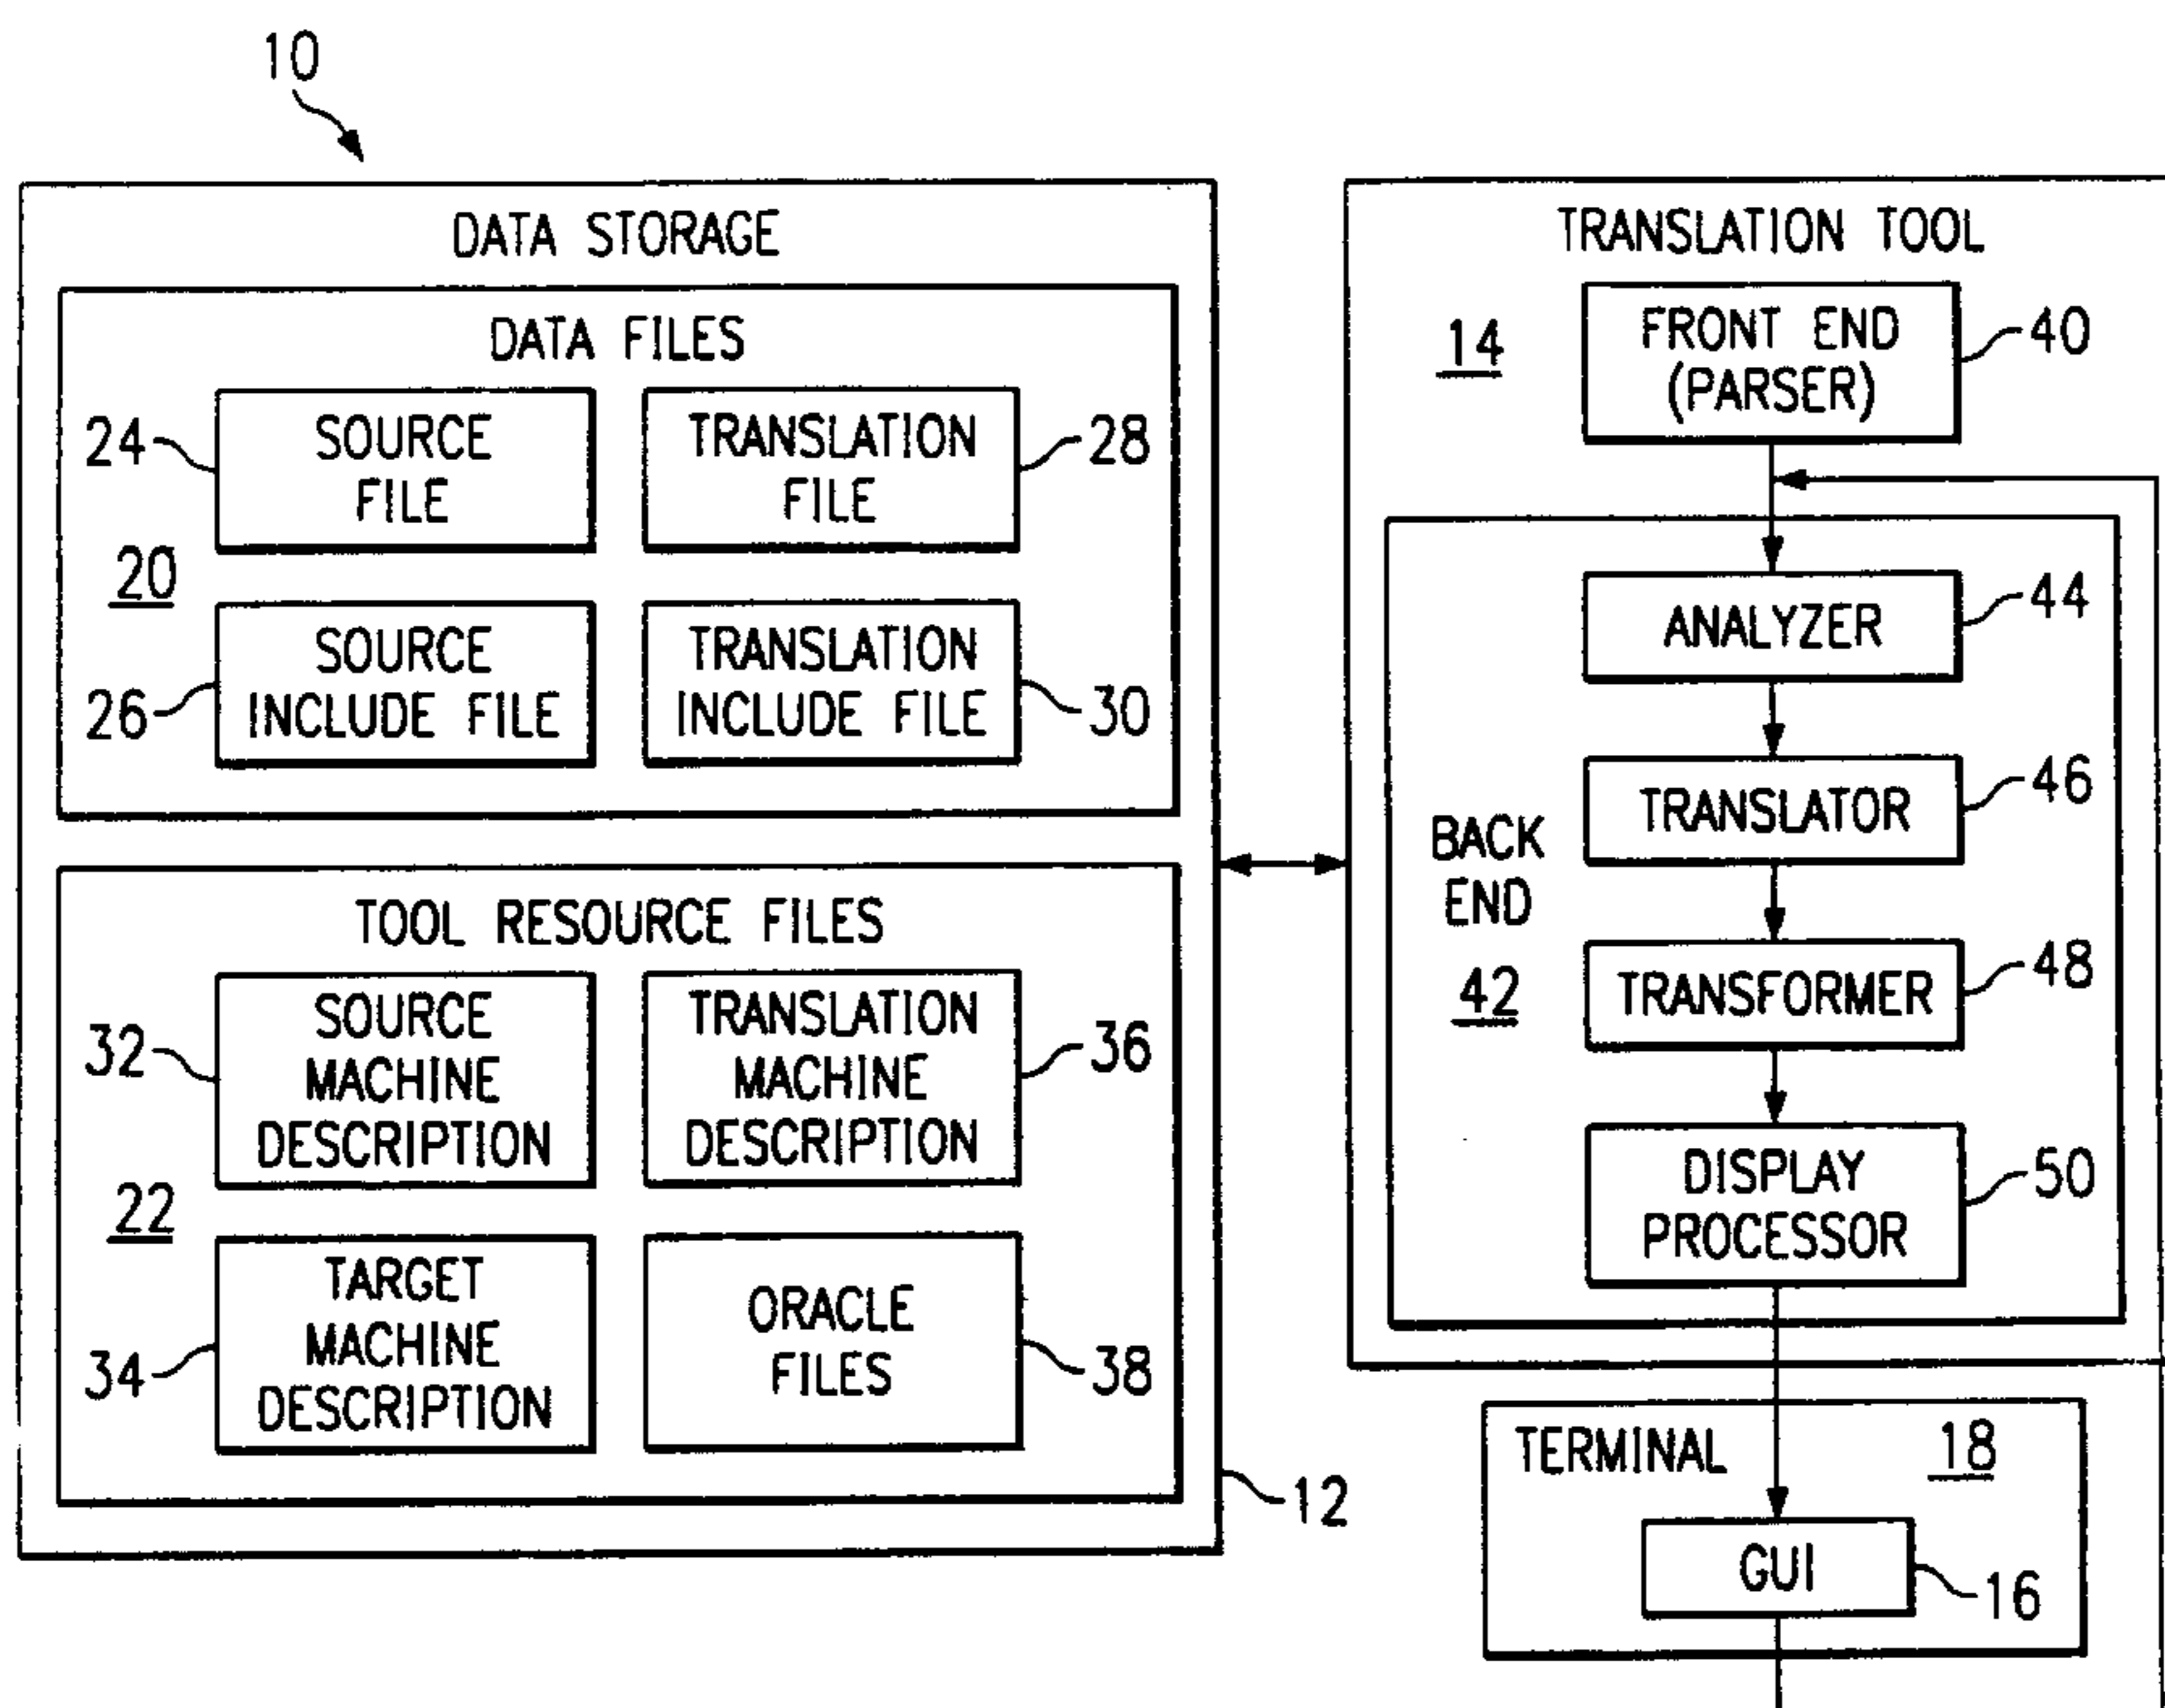 10
DATA STORAGE
DATA FILES
24
SOURCE
FILE
TRANSLATION
FILE
28
20
26
SOURCE
INCLUDE FILE
TRANSLATION
INCLUDE FILE
30
TOOL RESOURCE FILES
32
SOURCE
MACHINE
DESCRIPTION
TRANSLATION
MACHINE
DESCRIPTION
36
22
34
TARGET
MACHINE
DESCRIPTION
ORACLE
FILES
38
12
TRANSLATION TOOL
14
FRONT END
(PARSER)
40
ANALYZER
44
TRANSLATOR
46
BACK
END
42
TRANSFORMER
48
DISPLAY
PROCESSOR
50
TERMINAL
18
GUI
16